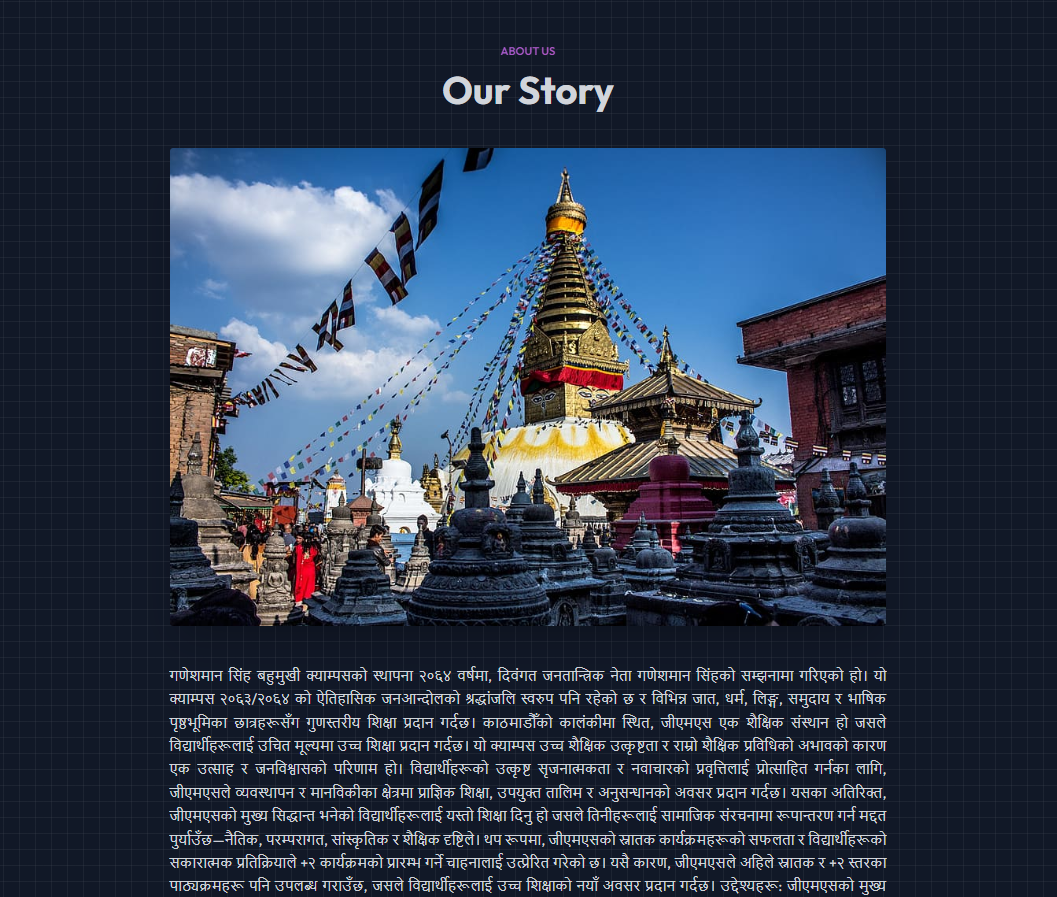 ABOUT US
Our Story
गणेशमान सिंह बहुमुखी क्याम्पसको स्थापना २०६४ वर्षमा, दिवंगत जनतान्त्रिक नेता गणेशमान सिंहको सम्झनामा गरिएको हो। यो
क्याम्पस २०६३/२०६४ को ऐतिहासिक जनआन्दोलको श्रद्धांजलि स्वरुप पनि रहेको छ र विभिन्न जात, धर्म, लिङ्ग, समुदाय र भाषिक
पृष्ठभूमिका छात्रहरूसँग गुणस्तरीय शिक्षा प्रदान गर्दछ। काठमाडौँको कालंकीमा स्थित, जीएमएस एक शैक्षिक संस्थान हो जसले
विद्यार्थीहरूलाई उचित मूल्यमा उच्च शिक्षा प्रदान गर्दछ। यो क्याम्पस उच्च शैक्षिक उत्कृष्टता र राम्रो शैक्षिक प्रविधिको अभावको कारण
एक उत्साह र जनविश्वासको परिणाम हो। विद्यार्थीहरूको उत्कृष्ट सृजनात्मकता र नवाचारको प्रवृत्तिलाई प्रोत्साहित गर्नका लागि,
जीएमएसले व्यवस्थापन र मानविकीका क्षेत्रमा प्राज्ञिक शिक्षा, उपयुक्त तालिम र अनुसन्धानको अवसर प्रदान गर्दछ। यसका अतिरिक्त,
जीएमएसको मुख्य सिद्धान्त भनेको विद्यार्थीहरूलाई यस्तो शिक्षा दिनु हो जसले तिनीहरूलाई सामाजिक संरचनामा रूपान्तरण गर्न मद्दत
पुर्याउँछ—नैतिक, परम्परागत, सांस्कृतिक र शैक्षिक दृष्टिले। थप रूपमा, जीएमएसको स्नातक कार्यक्रमहरूको सफलता र विद्यार्थीहरूको
सकारात्मक प्रतिक्रियाले +२ कार्यक्रमको प्रारम्भ गर्ने चाहनालाई उत्प्रेरित गरेको छ। यसै कारण, जीएमएसले अहिले स्नातक र +२ स्तरका
पाठ्यक्रमहरू पनि उपलब्ध गराउँछ, जसले विद्यार्थीहरूलाई उच्च शिक्षाको नयाँ अवसर प्रदान गर्दछ। उद्देश्यहरू: जीएमएसको मुख्य